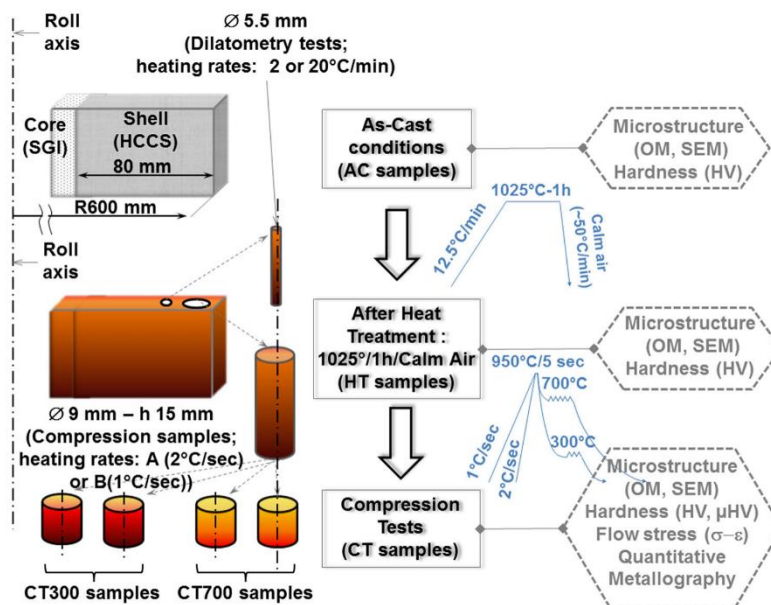 Roll
axis
Ø 5.5 mm
(Dilatometry tests;
heating rates: 2 or 20°C/min)
Core
(SGI)
Shell
(HCCS)
80 mm
R600 mm
Roll
axis
Ø 9 mm – h 15 mm
(Compression samples;
heating rates: A (2°C/sec)
or B(1°C/sec))
CT300 samples
CT700 samples
As-Cast
conditions
(AC samples)
Microstructure
(OM, SEM)
Hardness (HV)
1025°C-1h
12.5°C/min
Calm air
(~50°C/min)
After Heat
Treatment :
1025°/1h/Calm Air
(HT samples)
Microstructure
(OM, SEM)
Hardness (HV)
950°C/5 sec
700°C
300°C
1°C/sec
2°C/sec
Compression
Tests
(CT samples)
Microstructure
(OM, SEM)
Hardness (HV, µHV)
Flow stress (σ–ε)
Quantitative
Metallography